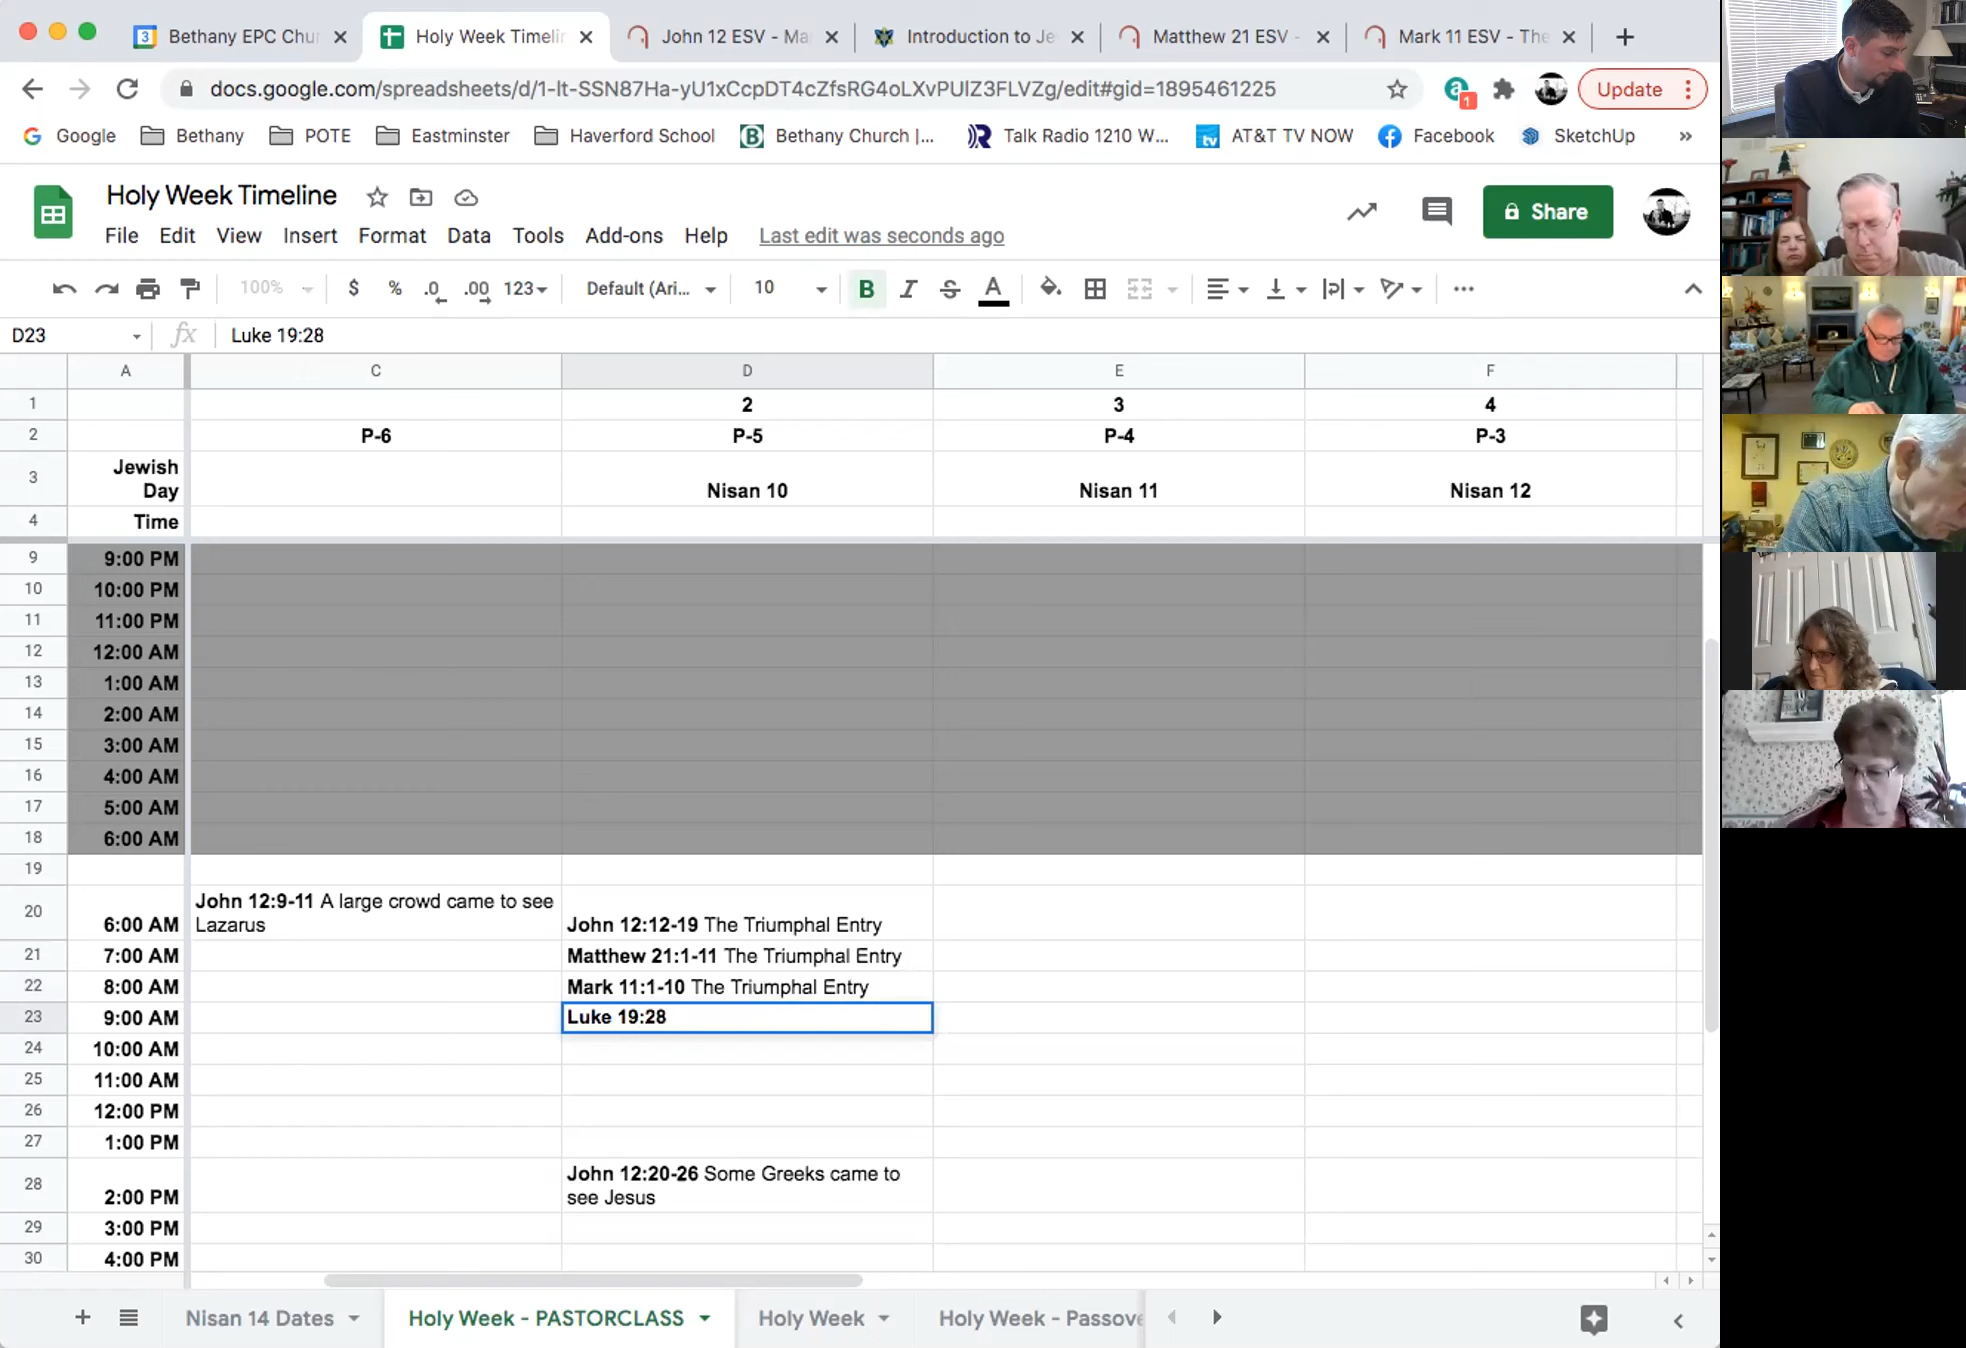 Bethany EPC Chu
Holy Week Timelin
John 12 ESV - Ma
Introduction to Je
Matthew 21 ESV -
Mark 11 ESV - The
docs.google.com/spreadsheets/d/1-lt-SSN87Ha-yU1xCcpDT4cZfsRG4oLXvPUlZ3FLVZg/edit#gid=1895461225
1
Update
Google
Bethany
POTE
Eastminster
Haverford School
Bethany Church |...
Talk Radio 1210 W...
AT&T TV NOW
Facebook
SketchUp
»
Holy Week Timeline
File Edit View Insert Format Data Tools Add-ons Help Last edit was seconds ago
Share
100% $ % .0 .00 123 Default (Ari... 10 B I S A
D23 fx Luke 19:28
A C D E F
1 2 3 4
2 P-6 P-5 P-4 P-3
3 Jewish Day Nisan 10 Nisan 11 Nisan 12
4 Time
9 9:00 PM
10 10:00 PM
11 11:00 PM
12 12:00 AM
13 1:00 AM
14 2:00 AM
15 3:00 AM
16 4:00 AM
17 5:00 AM
18 6:00 AM
19
20 6:00 AM John 12:9-11 A large crowd came to see Lazarus John 12:12-19 The Triumphal Entry
21 7:00 AM Matthew 21:1-11 The Triumphal Entry
22 8:00 AM Mark 11:1-10 The Triumphal Entry
23 9:00 AM Luke 19:28
24 10:00 AM
25 11:00 AM
26 12:00 PM
27 1:00 PM
28 2:00 PM John 12:20-26 Some Greeks came to see Jesus
29 3:00 PM
30 4:00 PM
Nisan 14 Dates
Holy Week - PASTORCLASS
Holy Week
Holy Week - Passove